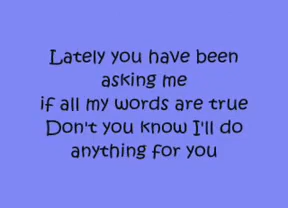 Lately you have been
asking me
if all my words are true
Don't you know I'll do
anything for you